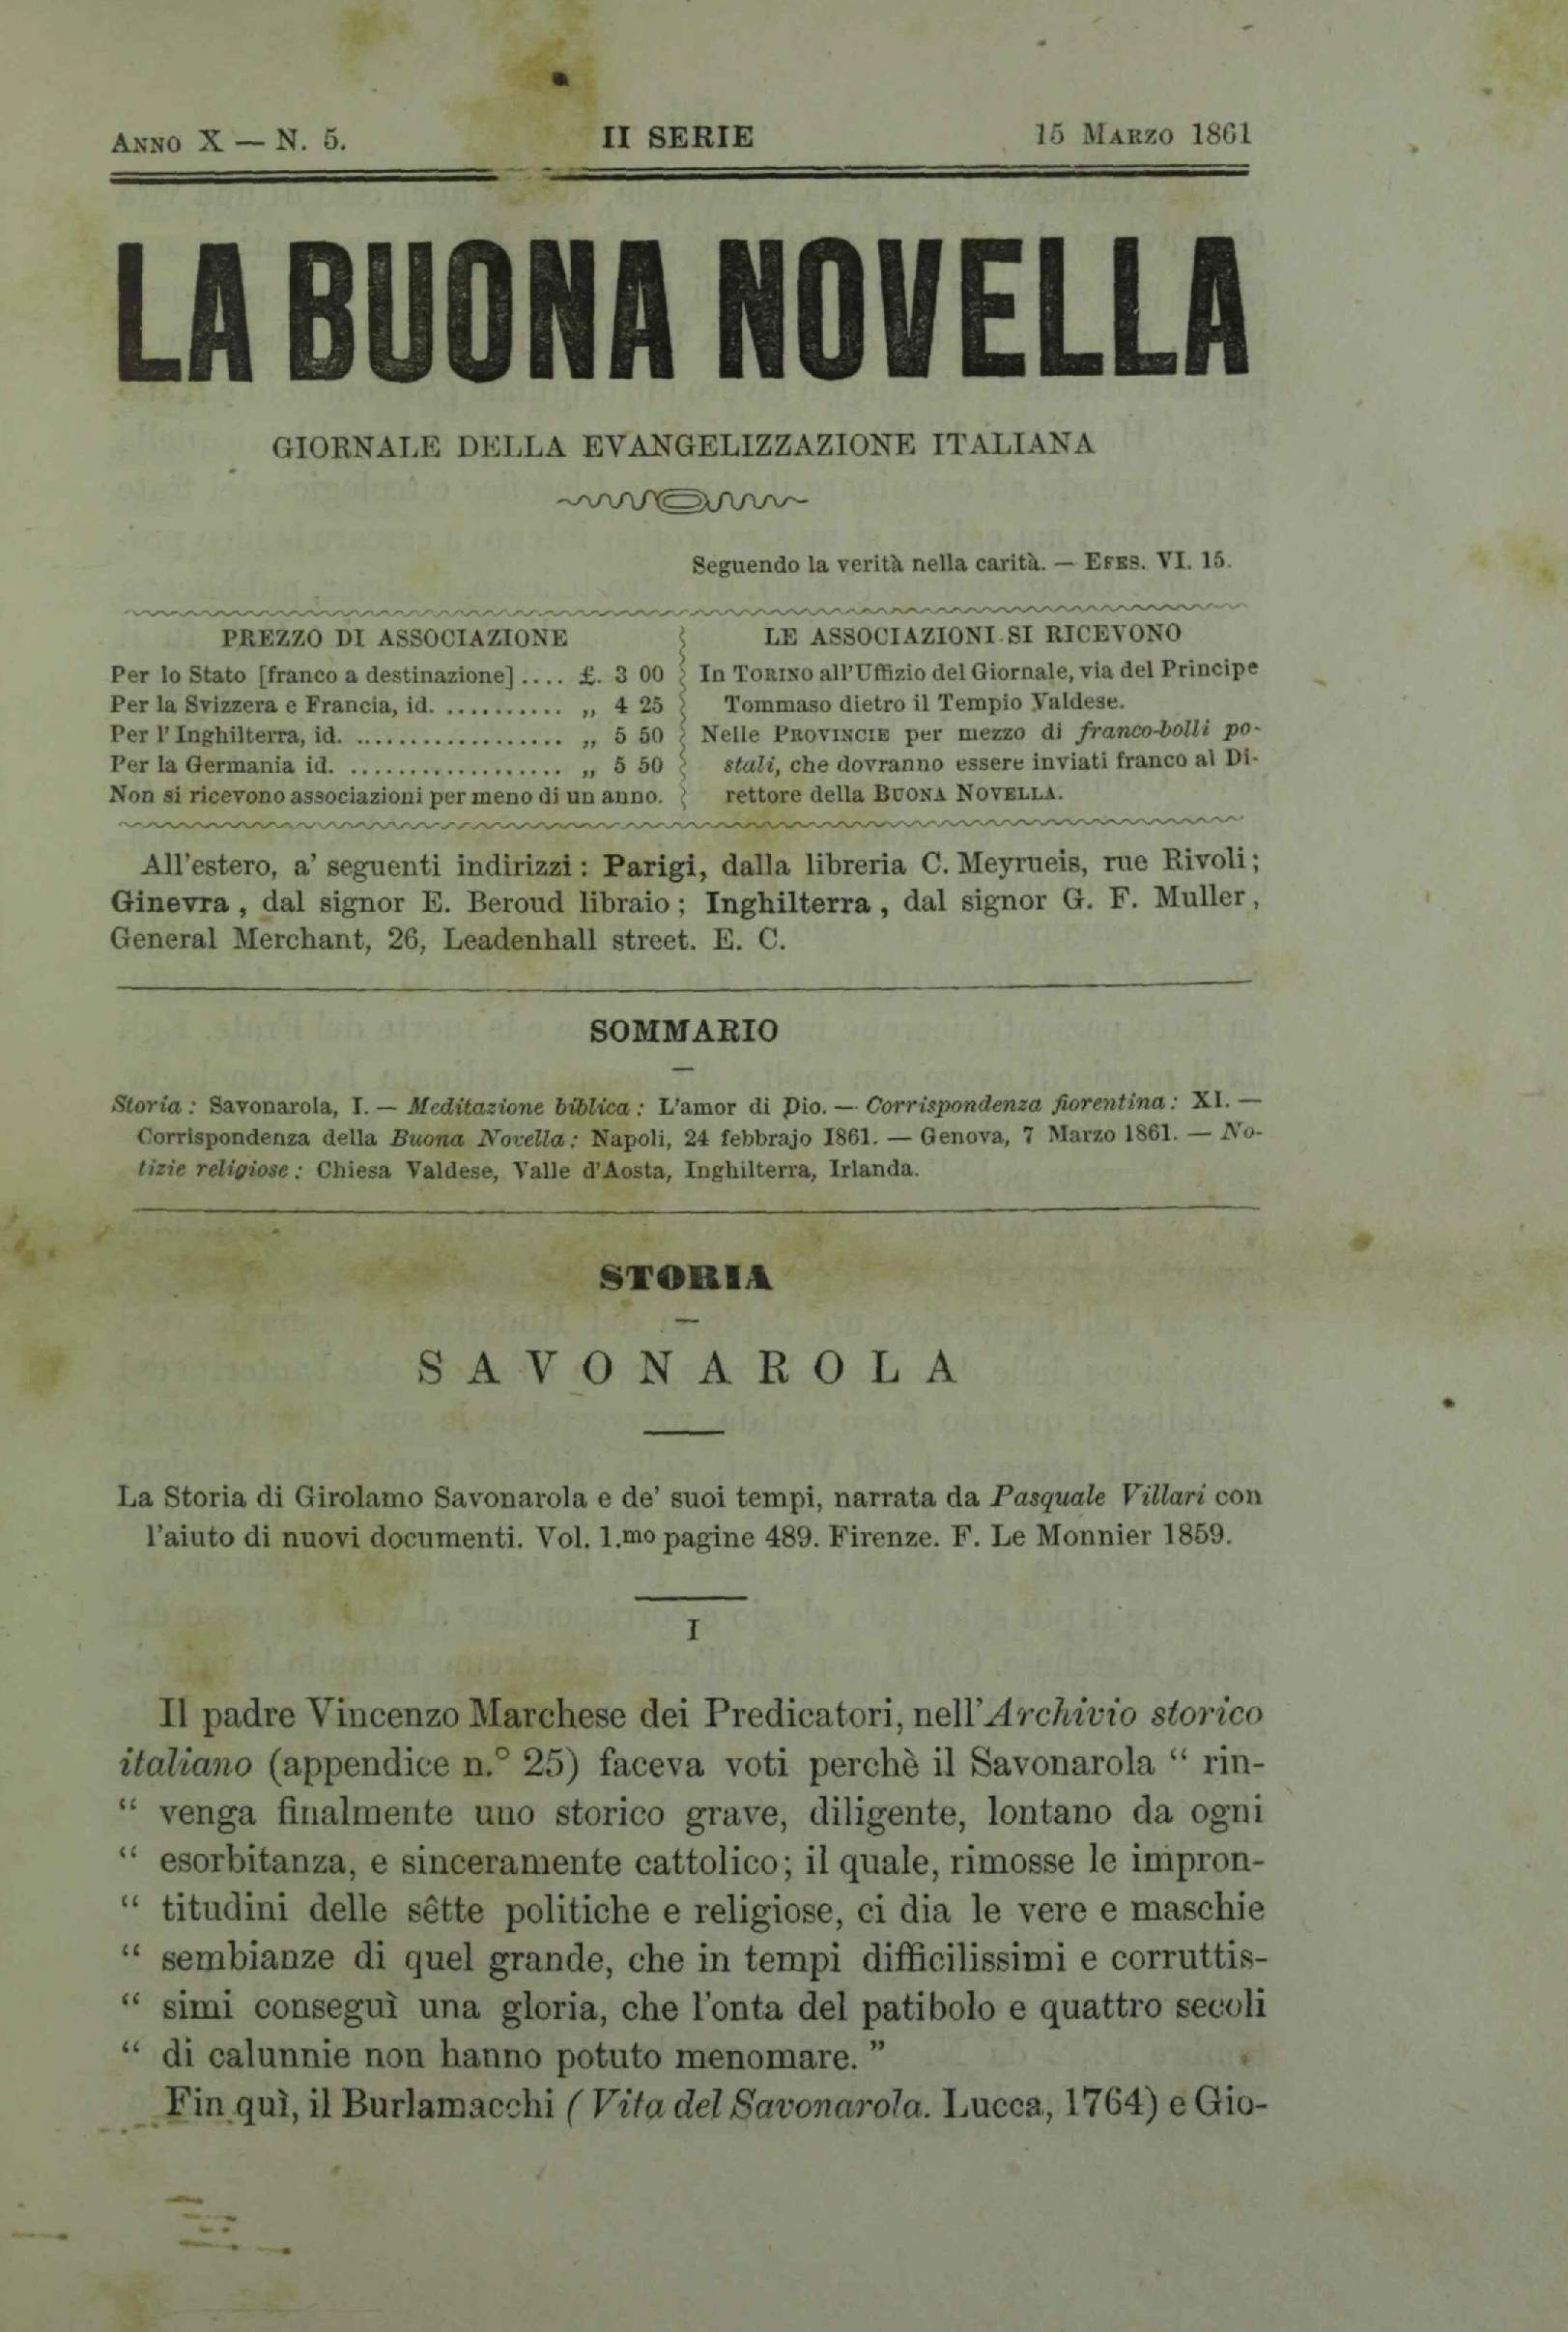 ANNO X — N. 5.
II SERIE
15 MARZO 1861
LA BUONA NOVELLA
GIORNALE DELLA EVANGELIZZAZIONE ITALIANA
Seguendo la verità nella carità. — EFES. VI. 15.
PREZZO DI ASSOCIAZIONE
Per lo Stato [franco a destinazione] .... £. 3 00
Per la Svizzera e Francia, id. .......... „ 4 25
Per l'Inghilterra, id. .................. „ 5 50
Per la Germania id. .................. „ 5 50
Non si ricevono associazioni per meno di un anno.
LE ASSOCIAZIONI SI RICEVONO
In TORINO all'Uffizio del Giornale, via del Principe
Tommaso dietro il Tempio Valdese.
Nelle PROVINCIE per mezzo di franco-bolli po-
stali, che dovranno essere inviati franco al Di-
rettore della BUONA NOVELLA.
All'estero, a' seguenti indirizzi: Parigi, dalla libreria C. Meyrueis, rue Rivoli;
Ginevra, dal signor E. Beroud libraio; Inghilterra, dal signor G. F. Muller,
General Merchant, 26, Leadenhall street. E. C.
SOMMARIO
Storia: Savonarola, I. — Meditazione biblica: L'amor di Dio. — Corrispondenza fiorentina: XI. —
Corrispondenza della Buona Novella: Napoli, 24 febbrajo 1861. — Genova, 7 Marzo 1861. — No-
tizie religiose: Chiesa Valdese, Valle d'Aosta, Inghilterra, Irlanda.
STORIA
SAVONAROLA
La Storia di Girolamo Savonarola e de' suoi tempi, narrata da Pasquale Villari con
l'aiuto di nuovi documenti. Vol. 1.mo pagine 489. Firenze. F. Le Monnier 1859.
I
Il padre Vincenzo Marchese dei Predicatori, nell'Archivio storico
italiano (appendice n.° 25) faceva voti perchè il Savonarola “ rin-
“ venga finalmente uno storico grave, diligente, lontano da ogni
“ esorbitanza, e sinceramente cattolico; il quale, rimosse le impron-
“ titudini delle sêtte politiche e religiose, ci dia le vere e maschie
“ sembianze di quel grande, che in tempi difficilissimi e corruttis-
“ simi conseguì una gloria, che l'onta del patibolo e quattro secoli
“ di calunnie non hanno potuto menomare. ”
Fin quì, il Burlamacchi (Vita del Savonarola. Lucca, 1764) e Gio-